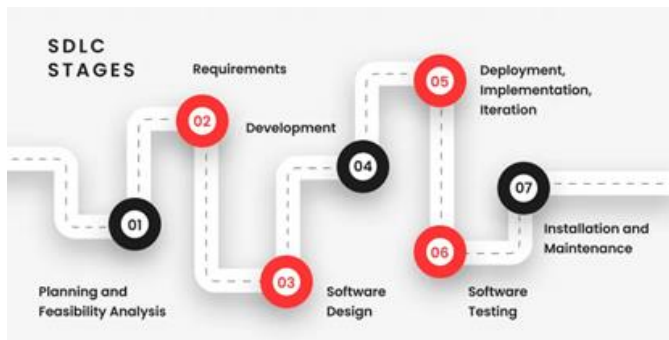 SDLC
STAGES
01
Planning and
Feasibility Analysis
02
Requirements
03
Software
Design
04
Development
05
Deployment,
Implementation,
Iteration
06
Software
Testing
07
Installation and
Maintenance